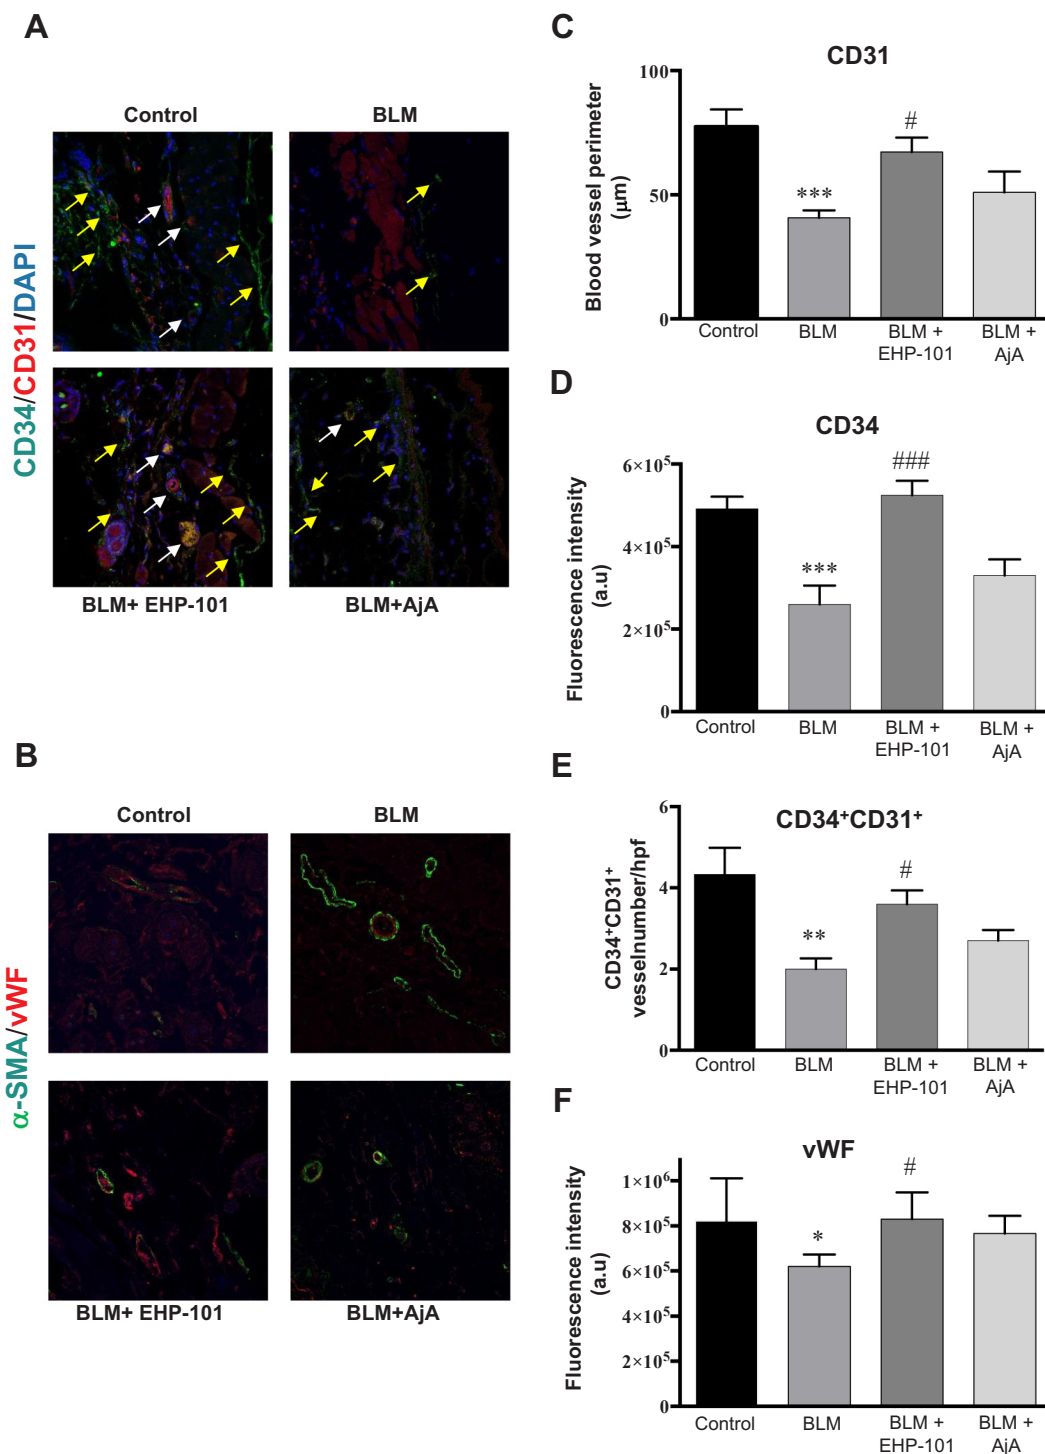 A
Control
BLM
CD34/CD31/DAPI
BLM+ EHP-101
BLM+AjA
B
Control
BLM
α-SMA/vWF
BLM+ EHP-101
BLM+AjA
C
CD31
Blood vessel perimeter
(μm)
100
50
0
#
***
Control
BLM
BLM +
EHP-101
BLM +
AjA
D
CD34
Fluorescence intensity
(a.u)
6×10⁵
4×10⁵
2×10⁵
0
###
***
Control
BLM
BLM +
EHP-101
BLM +
AjA
E
CD34⁺CD31⁺
CD34⁺CD31⁺
vesselnumber/hpf
6
4
2
0
#
**
Control
BLM
BLM +
EHP-101
BLM +
AjA
F
vWF
Fluorescence intensity
(a.u)
1×10⁶
8×10⁵
6×10⁵
4×10⁵
2×10⁵
0
#
*
Control
BLM
BLM +
EHP-101
BLM +
AjA